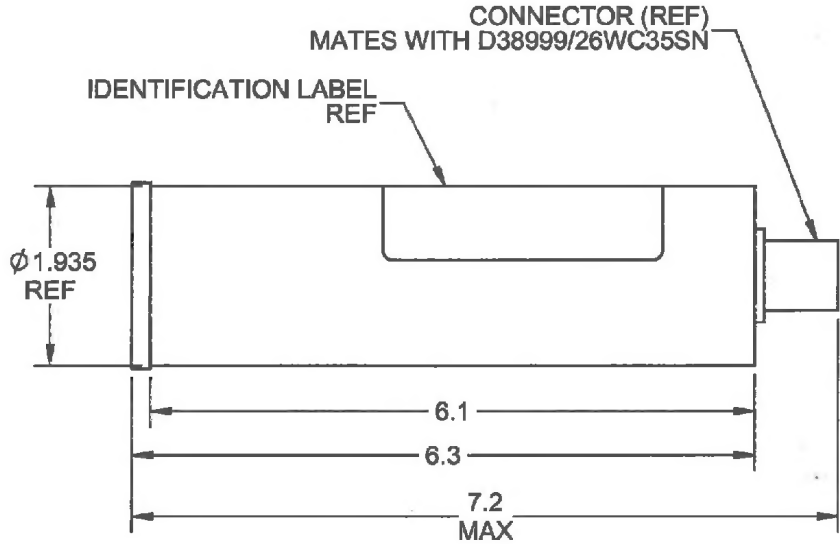 CONNECTOR (REF)
MATES WITH D38999/26WC35SN
IDENTIFICATION LABEL
REF
Ø1.935
REF
6.1
6.3
7.2
MAX